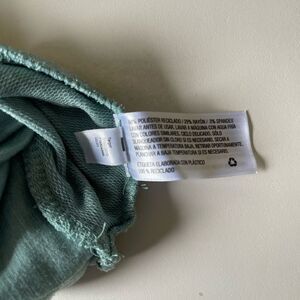 POLIÉSTER RECICLADO / 35% RAYÓN / 3% SPANDEX
LAVAR ANTES DE USAR. LAVAR A MÁQUINA CON AGUA FRÍA
CON COLORES SIMILARES. CICLO DELICADO. SÓLO
BLANQUEADOR SIN CLORO SI ES NECESARIO. SECAR A
MÁQUINA A BAJA TEMPERATURA. RETIRAR OPORTUNAMENTE.
PLANCHAR A BAJA TEMPERATURA SI ES NECESARIO.
ETIQUETA ELABORADA CON PLÁSTICO
100 % RECICLADO